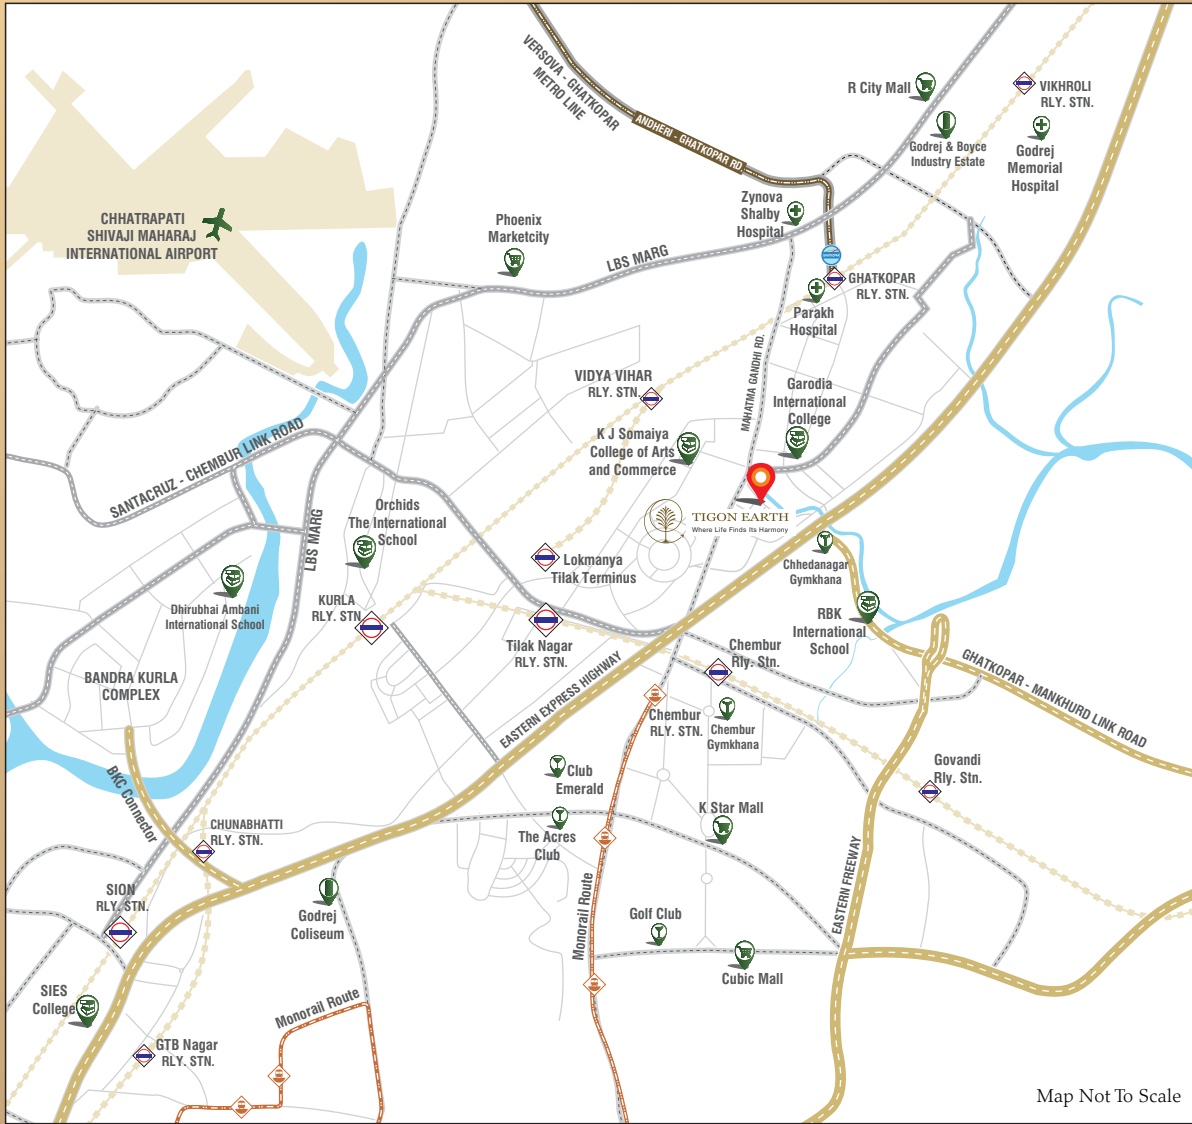 VERSOVA - GHATKOPAR
METRO LINE
ANDHERI - GHATKOPAR RD
R City Mall
VIKHROLI
RLY. STN.
Godrej & Boyce
Industry Estate
Godrej
Memorial
Hospital
CHHATRAPATI
SHIVAJI MAHARAJ
INTERNATIONAL AIRPORT
Phoenix
Marketcity
Zynova
Shalby
Hospital
LBS MARG
GHATKOPAR
RLY. STN.
Parakh
Hospital
MAHATMA GANDHI RD.
VIDYA VIHAR
RLY. STN.
Garodia
International
College
K J Somaiya
College of Arts
and Commerce
SANTACRUZ - CHEMBUR LINK ROAD
LBS MARG
Orchids
The International
School
TIGON EARTH
Where Life Finds Its Harmony
Lokmanya
Tilak Terminus
Chhedanagar
Gymkhana
Dhirubhai Ambani
International School
KURLA
RLY. STN.
RBK
International
School
Tilak Nagar
RLY. STN.
Chembur
Rly. Stn.
GHATKOPAR - MANKHURD LINK ROAD
BANDRA KURLA
COMPLEX
EASTERN EXPRESS HIGHWAY
Chembur
RLY. STN.
Chembur
Gymkhana
BKC Connector
Club
Emerald
Govandi
Rly. Stn.
K Star Mall
CHUNABHATTI
RLY. STN.
The Acres
Club
EASTERN FREEWAY
SION
RLY. STN.
Godrej
Coliseum
Monorail Route
Golf Club
Cubic Mall
SIES
College
Monorail Route
GTB Nagar
RLY. STN.
Map Not To Scale